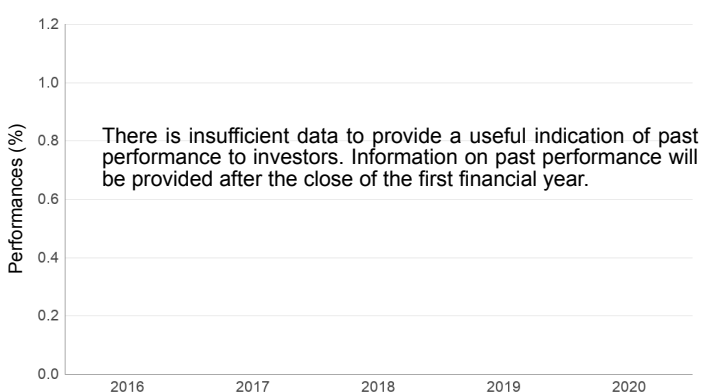 1.2
1.0
Performances (%)
0.8
There is insufficient data to provide a useful indication of past
performance to investors. Information on past performance will
be provided after the close of the first financial year.
0.6
0.4
0.2
0.0
2016 2017 2018 2019 2020